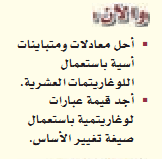 والآن
▪ أحل معادلات ومتباينات
أسية باستعمال
اللوغاريتمات العشرية.
▪ أجد قيمة عبارات
لوغاريتمية باستعمال
صيغة تغيير الأساس.